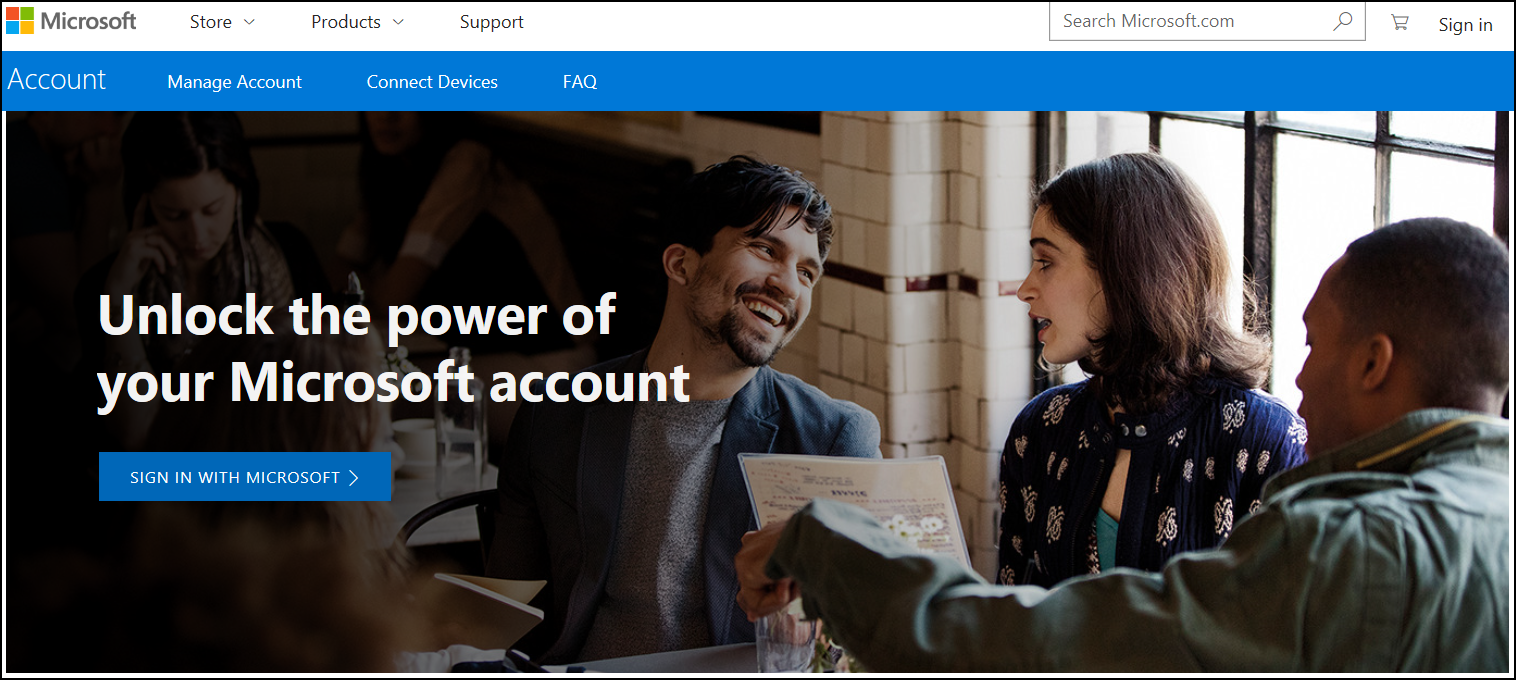 Microsoft Store Products Support Search Microsoft.com Sign in
Account Manage Account Connect Devices FAQ
Unlock the power of
your Microsoft account
SIGN IN WITH MICROSOFT